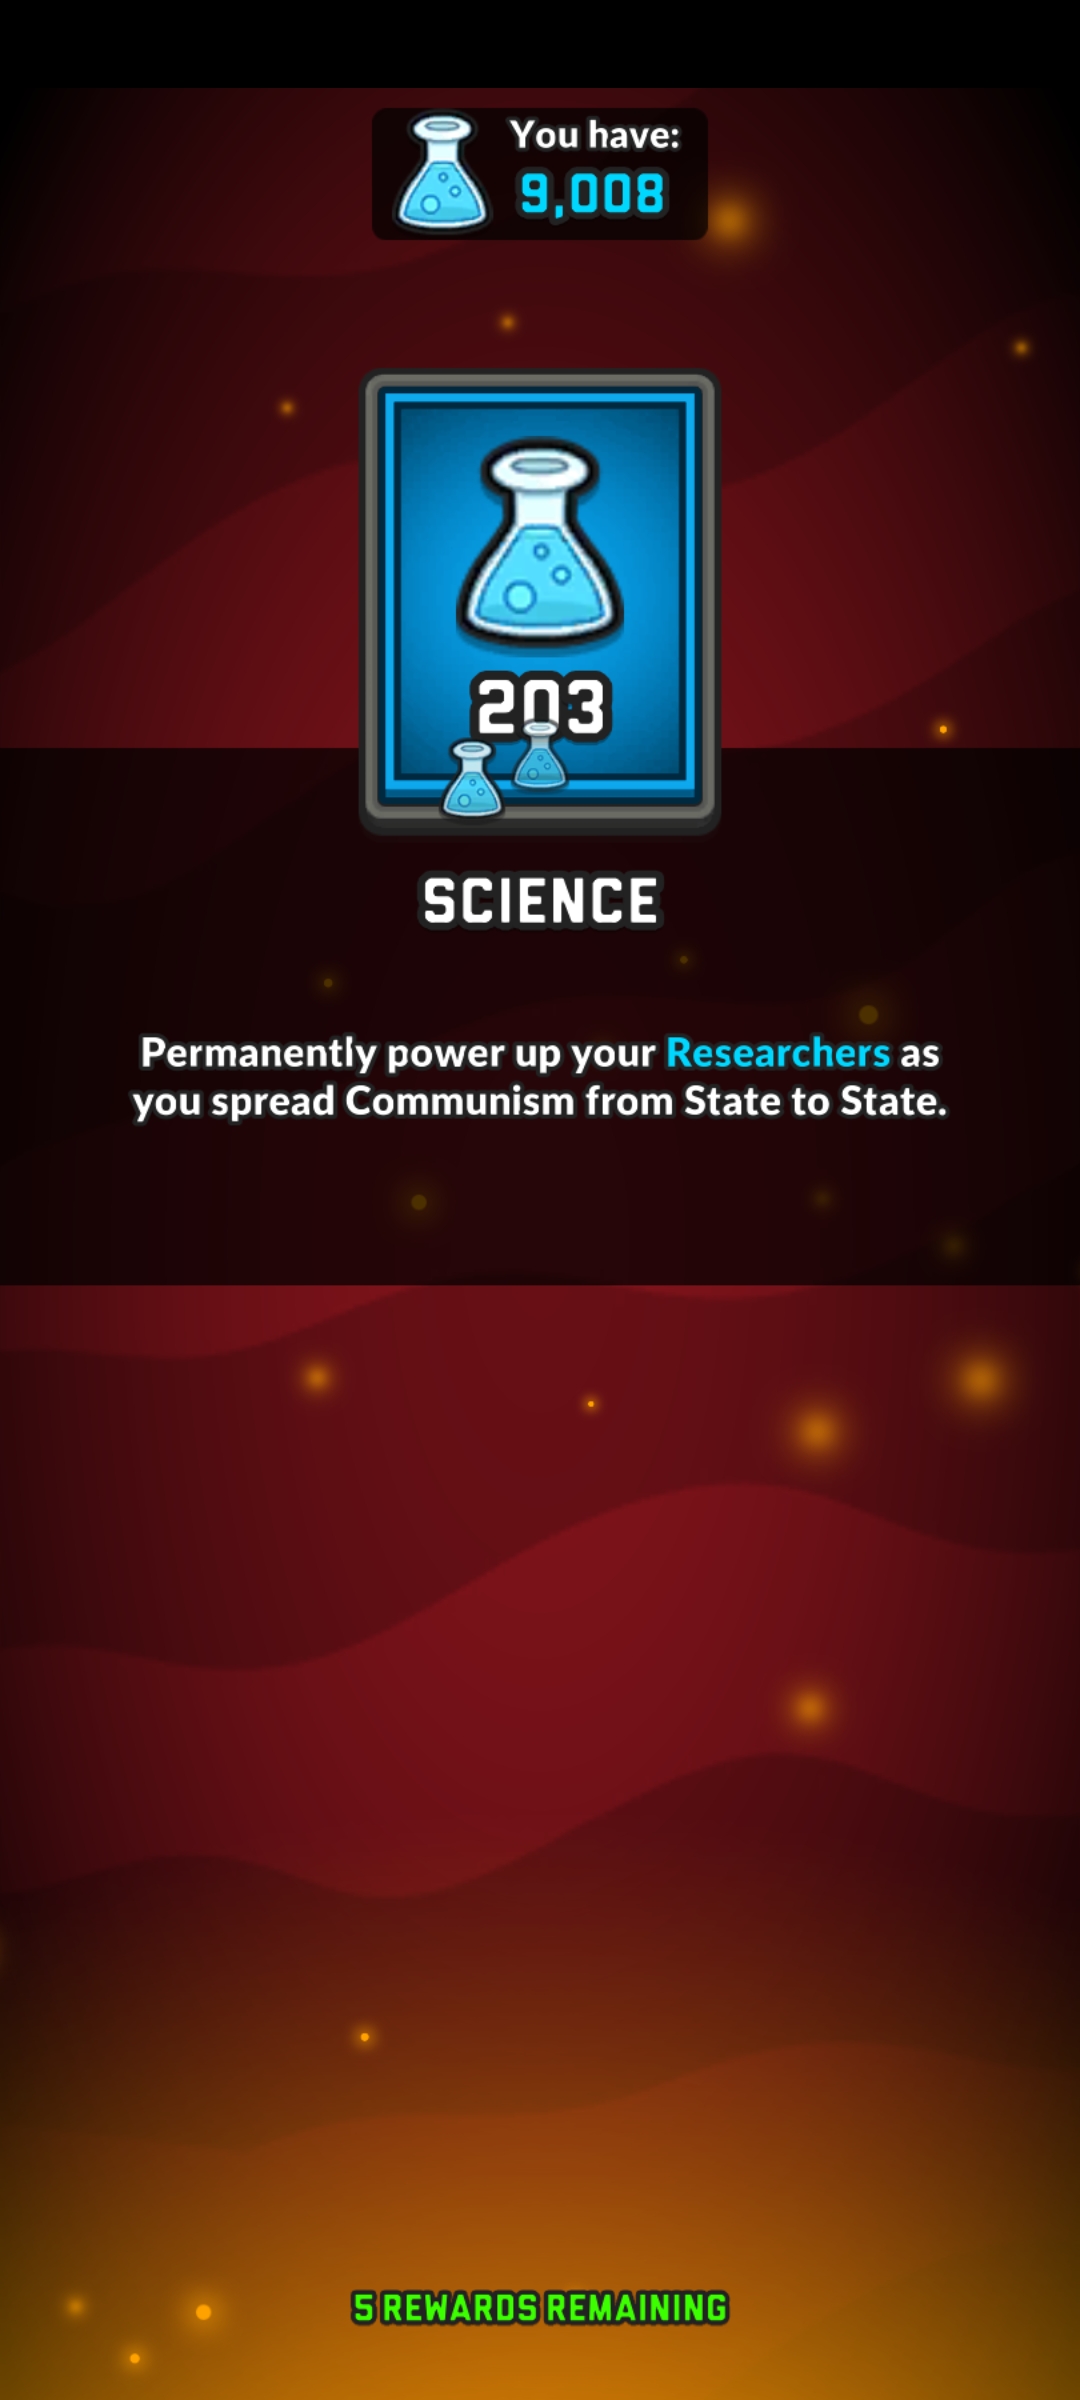 You have:
9,008
203
SCIENCE
Permanently power up your Researchers as
you spread Communism from State to State.
5 REWARDS REMAINING